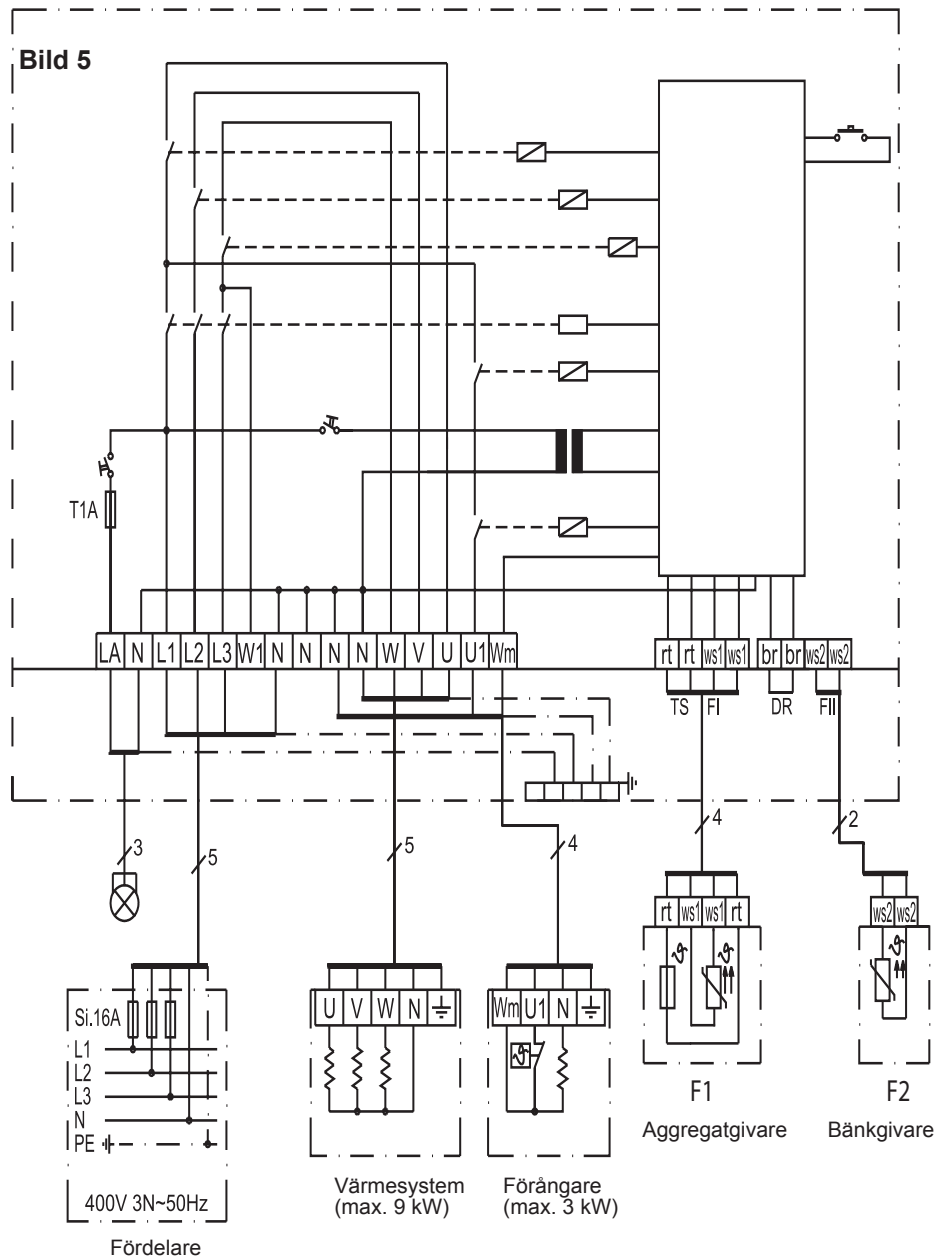 Bild 5
T1A
LA N L1 L2 L3 W1 N N N N W V U U1 Wm
rt rt ws1 ws1 br br ws2 ws2
TS FI DR FII
3
5
5
4
4
2
rt ws1 ws1 rt
ws2 ws2
Si.16A
L1
L2
L3
N
PE
400V 3N~50Hz
Fördelare
U V W N
Värmesystem
(max. 9 kW)
Wm U1 N
Förångare
(max. 3 kW)
F1
Aggregatgivare
F2
Bänkgivare